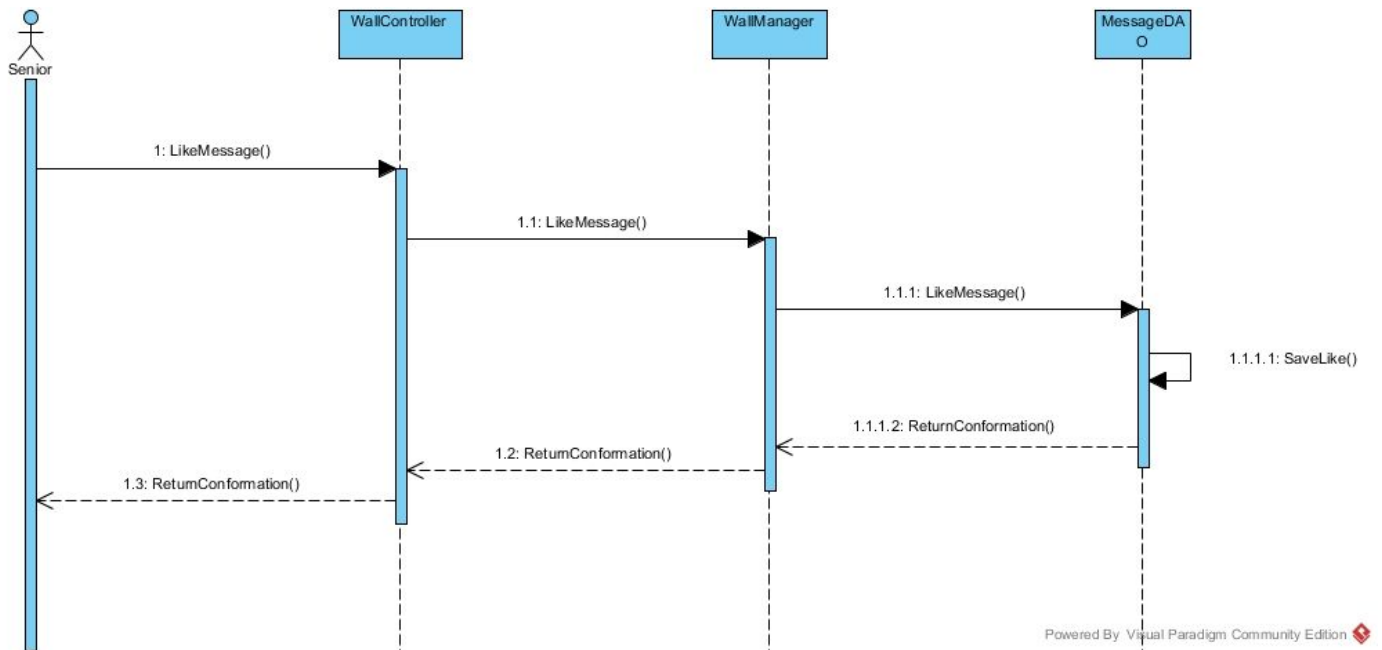 WallController
WallManager
MessageDA
O
Senior
1: LikeMessage()
1.1: LikeMessage()
1.1.1: LikeMessage()
1.1.1.1: SaveLike()
1.1.1.2: ReturnConformation()
1.2: ReturnConformation()
1.3: ReturnConformation()
Powered By Visual Paradigm Community Edition